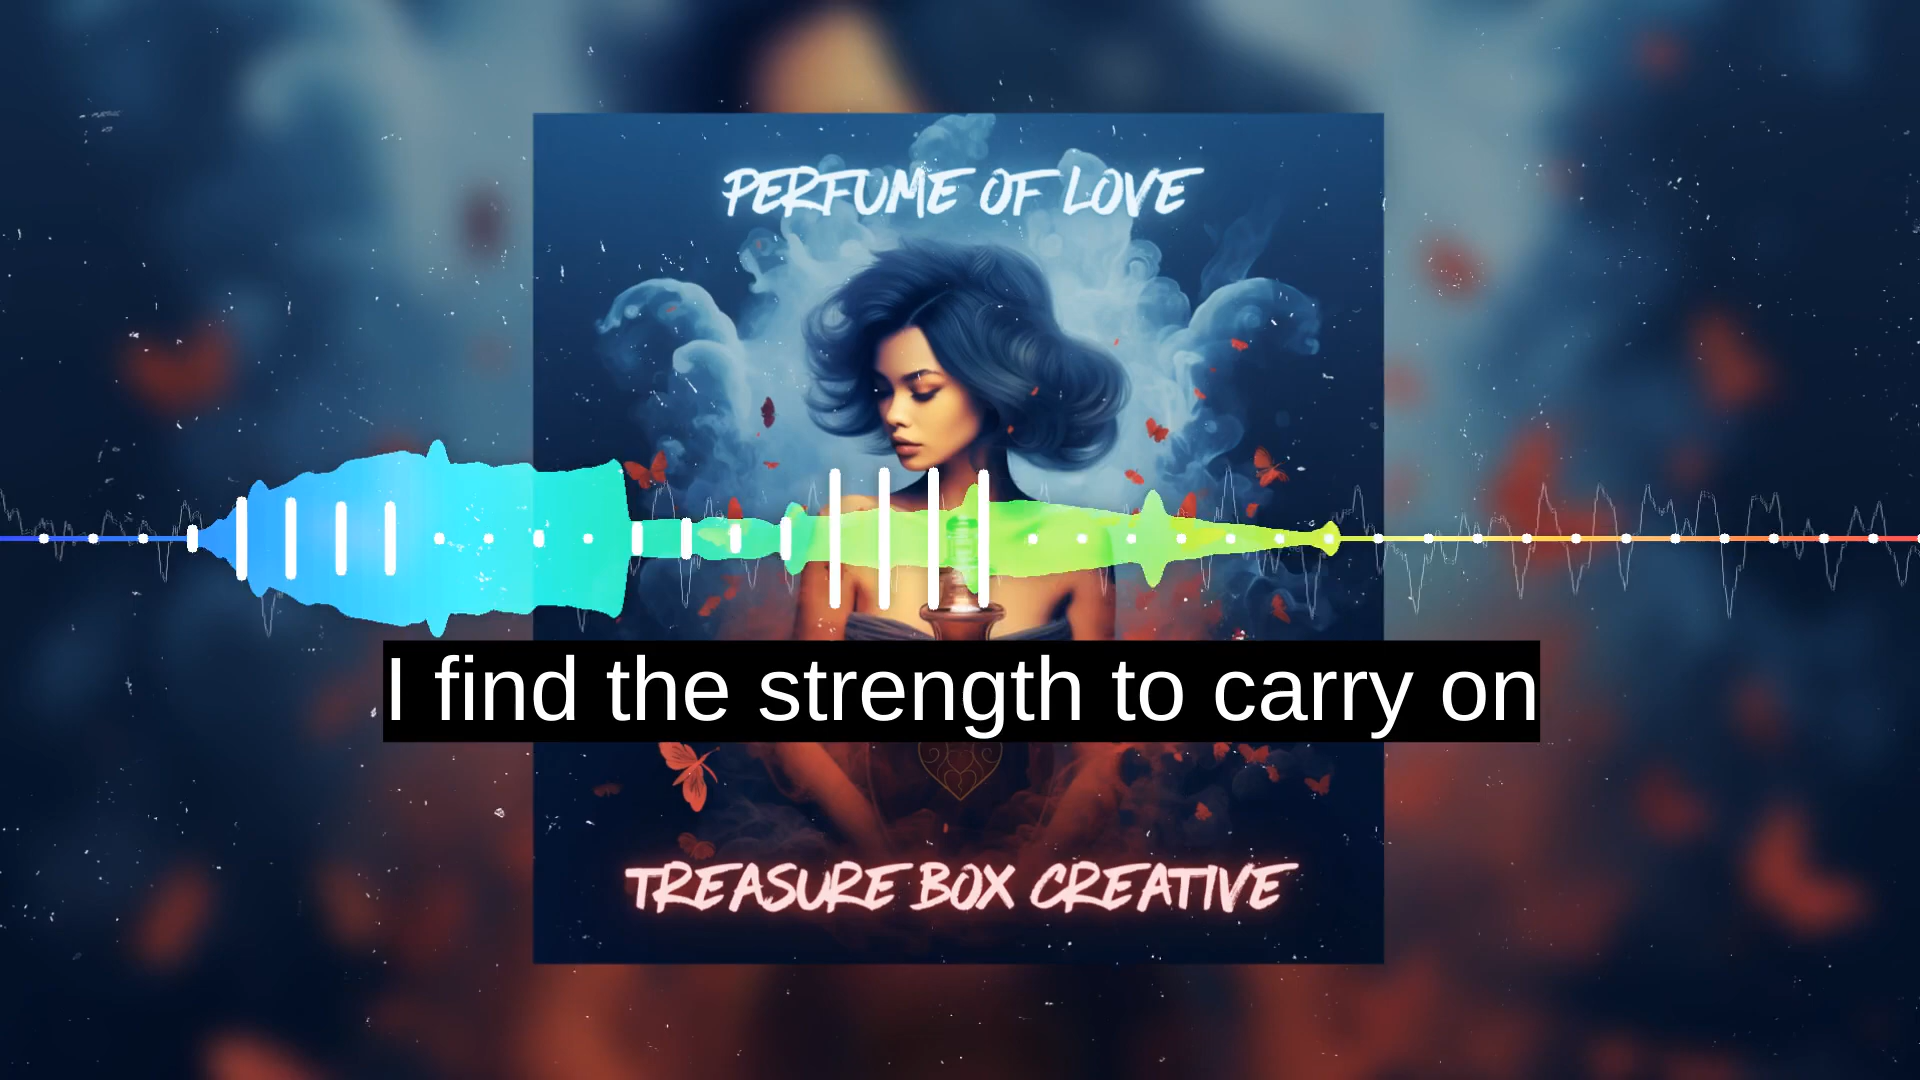 PERFUME OF LOVE
I find the strength to carry on
TREASURE BOX CREATIVE